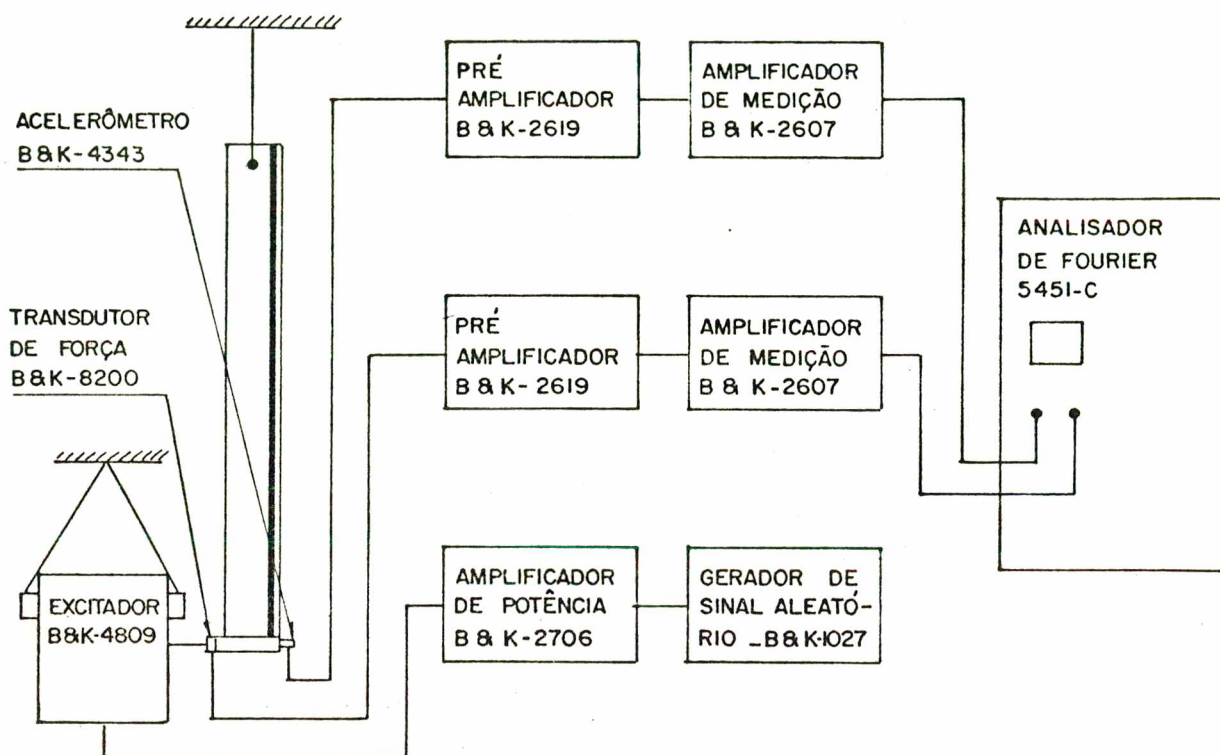 ACELERÔMETRO
B & K-4343
TRANSDUTOR
DE FORÇA
B & K-8200
EXCITADOR
B&K-4809
PRÉ
AMPLIFICADOR
B & K-2619
AMPLIFICADOR
DE MEDIÇÃO
B & K-2607
PRÉ
AMPLIFICADOR
B & K- 2619
AMPLIFICADOR
DE MEDIÇÃO
B & K-2607
AMPLIFICADOR
DE POTÊNCIA
B & K-2706
GERADOR DE
SINAL ALEATÓ-
RIO _B&K-1027
ANALISADOR
DE FOURIER
5451-C